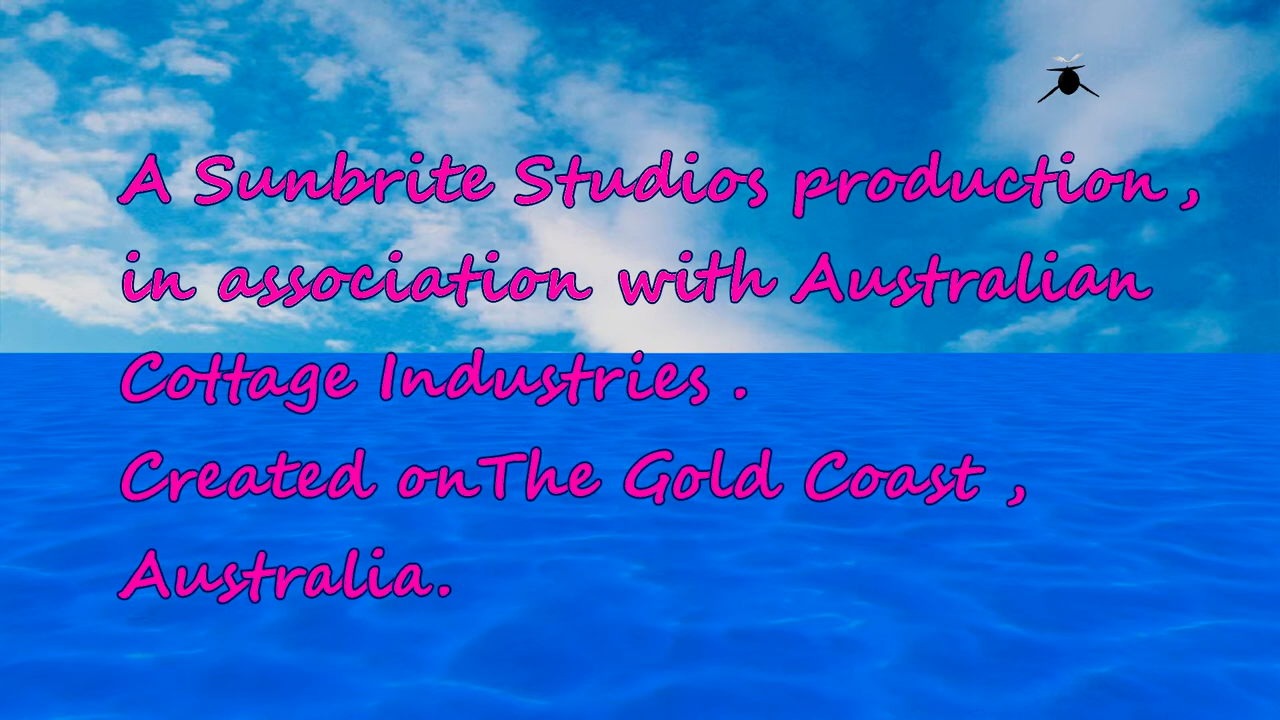 A Sunbrite Studios production ,
in association with Australian
Cottage Industries .
Created onThe Gold Coast ,
Australia.